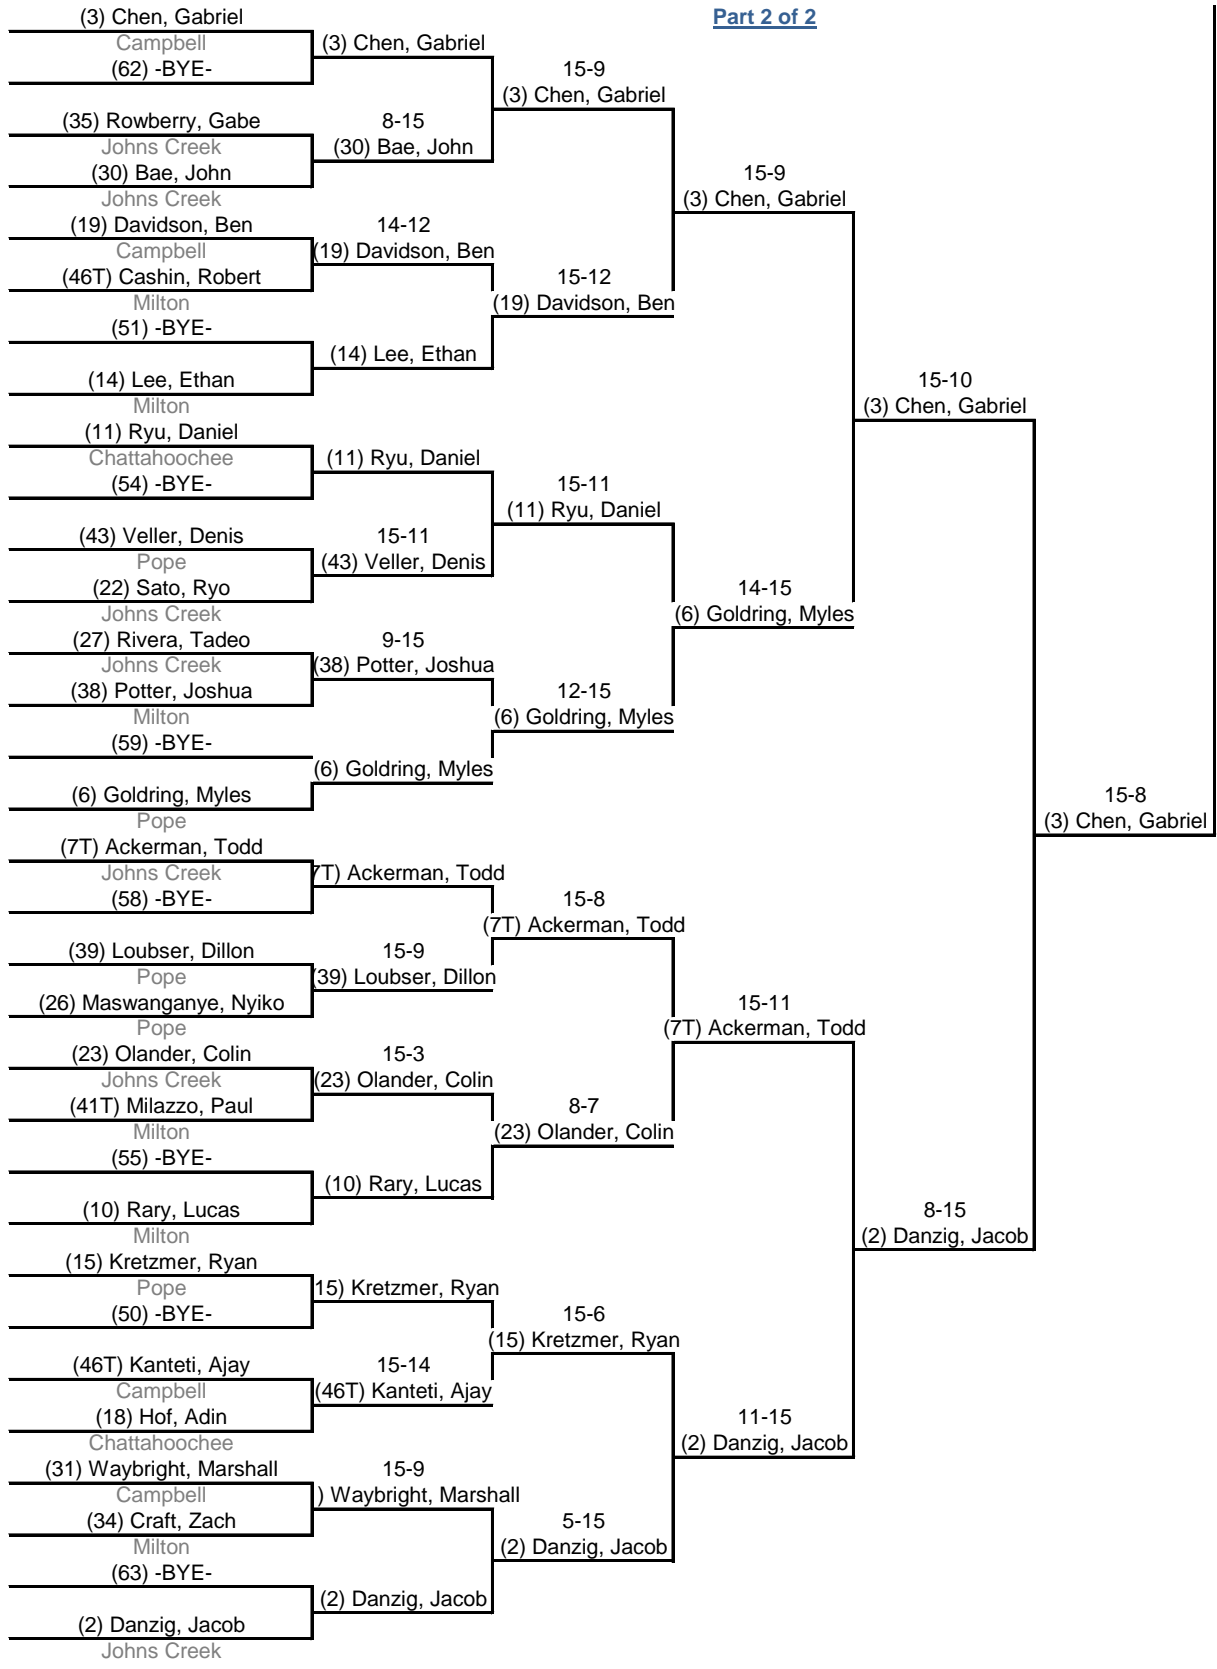 Part 2 of 2
(3) Chen, Gabriel
Campbell
(62) -BYE-
(35) Rowberry, Gabe
Johns Creek
(30) Bae, John
Johns Creek
(19) Davidson, Ben
Campbell
(46T) Cashin, Robert
Milton
(51) -BYE-
(14) Lee, Ethan
Milton
(11) Ryu, Daniel
Chattahoochee
(54) -BYE-
(43) Veller, Denis
Pope
(22) Sato, Ryo
Johns Creek
(27) Rivera, Tadeo
Johns Creek
(38) Potter, Joshua
Milton
(59) -BYE-
(6) Goldring, Myles
Pope
(7T) Ackerman, Todd
Johns Creek
(58) -BYE-
(39) Loubser, Dillon
Pope
(26) Maswanganye, Nyiko
Pope
(23) Olander, Colin
Johns Creek
(41T) Milazzo, Paul
Milton
(55) -BYE-
(10) Rary, Lucas
Milton
(15) Kretzmer, Ryan
Pope
(50) -BYE-
(46T) Kanteti, Ajay
Campbell
(18) Hof, Adin
Chattahoochee
(31) Waybright, Marshall
Campbell
(34) Craft, Zach
Milton
(63) -BYE-
(2) Danzig, Jacob
Johns Creek
(3) Chen, Gabriel
8-15
(30) Bae, John
14-12
(19) Davidson, Ben
(14) Lee, Ethan
(11) Ryu, Daniel
15-11
(43) Veller, Denis
9-15
(38) Potter, Joshua
(6) Goldring, Myles
7T) Ackerman, Todd
15-9
(39) Loubser, Dillon
15-3
(23) Olander, Colin
(10) Rary, Lucas
15) Kretzmer, Ryan
15-14
(46T) Kanteti, Ajay
15-9
) Waybright, Marshall
(2) Danzig, Jacob
15-9
(3) Chen, Gabriel
15-12
(19) Davidson, Ben
15-11
(11) Ryu, Daniel
12-15
(6) Goldring, Myles
15-8
(7T) Ackerman, Todd
8-7
(23) Olander, Colin
15-6
(15) Kretzmer, Ryan
5-15
(2) Danzig, Jacob
15-9
(3) Chen, Gabriel
14-15
(6) Goldring, Myles
15-11
(7T) Ackerman, Todd
11-15
(2) Danzig, Jacob
15-10
(3) Chen, Gabriel
8-15
(2) Danzig, Jacob
15-8
(3) Chen, Gabriel